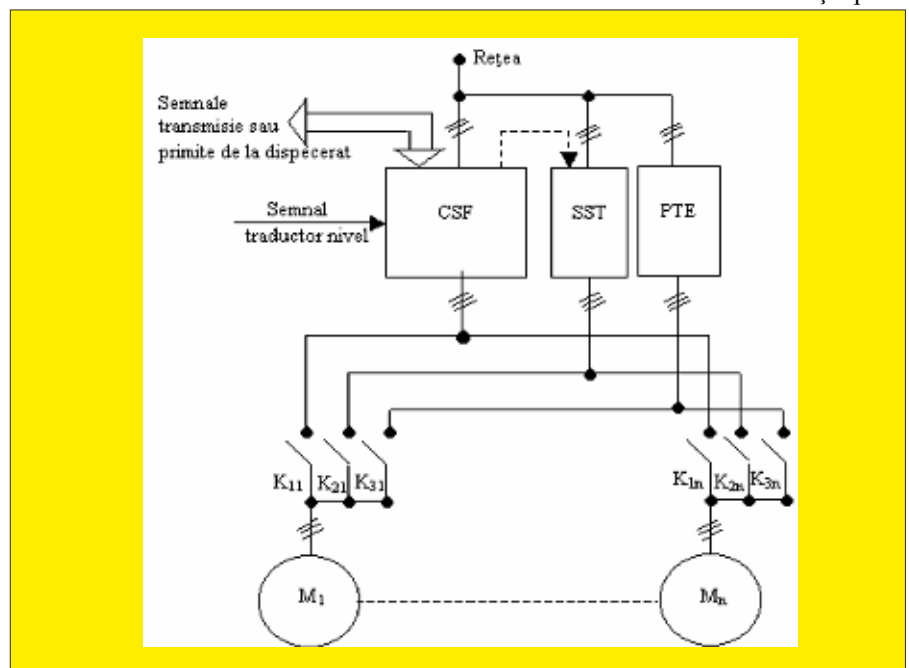 Rețea
Semnale
transmisie sau
primite de la dispecerat
CSF
SST
PTE
Semnal
traductor nivel
K11
K21
K31
K1n
K2n
K3n
M1
Mn